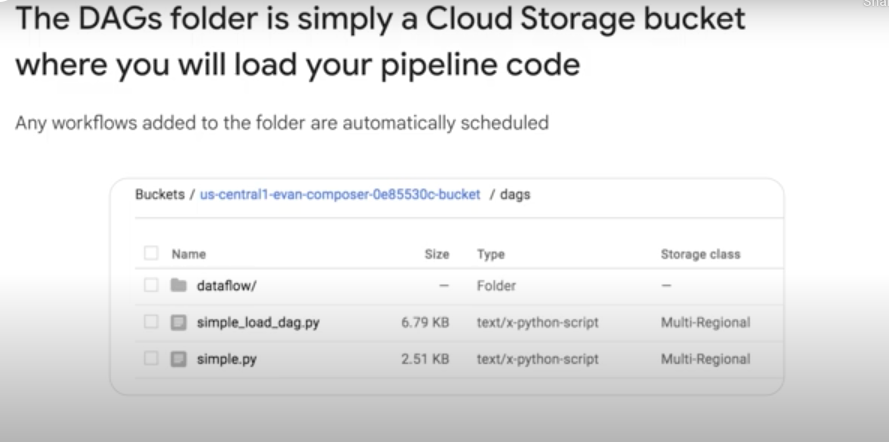 The DAGs folder is simply a Cloud Storage bucket
where you will load your pipeline code
Any workflows added to the folder are automatically scheduled
Buckets / us-central1-evan-composer-0e85530c-bucket / dags
Name Size Type Storage class
dataflow/ — Folder —
simple_load_dag.py 6.79 KB text/x-python-script Multi-Regional
simple.py 2.51 KB text/x-python-script Multi-Regional